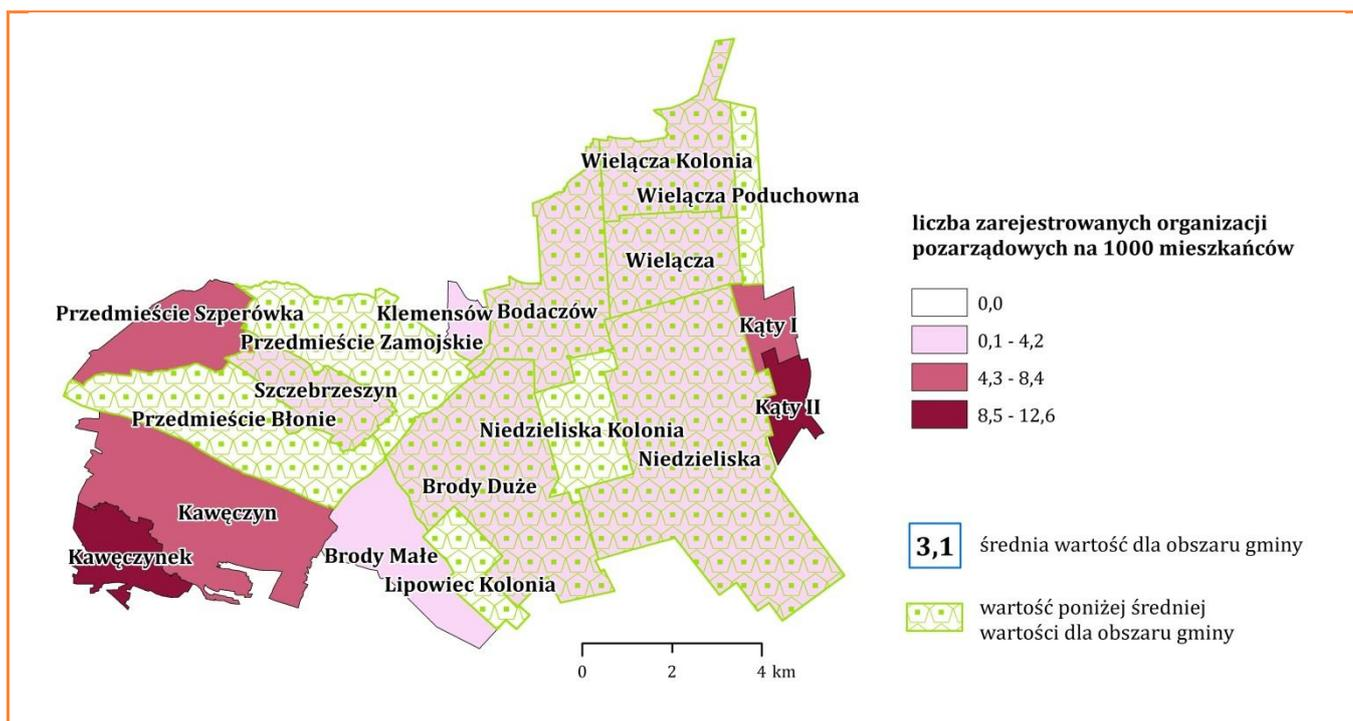 Wielącza Kolonia
Wielącza Poduchowna
Wielącza
Przedmieście Szperówka
Klemensów
Bodaczów
Kąty I
Przedmieście Zamojskie
Szczebrzeszyn
Kąty II
Przedmieście Błonie
Niedzieliska Kolonia
Niedzieliska
Brody Duże
Kawęczyn
Kawęczynek
Brody Małe
Lipowiec Kolonia
0 2 4 km
liczba zarejestrowanych organizacji
pozarządowych na 1000 mieszkańców
0,0
0,1 - 4,2
4,3 - 8,4
8,5 - 12,6
3,1 średnia wartość dla obszaru gminy
wartość poniżej średniej
wartości dla obszaru gminy